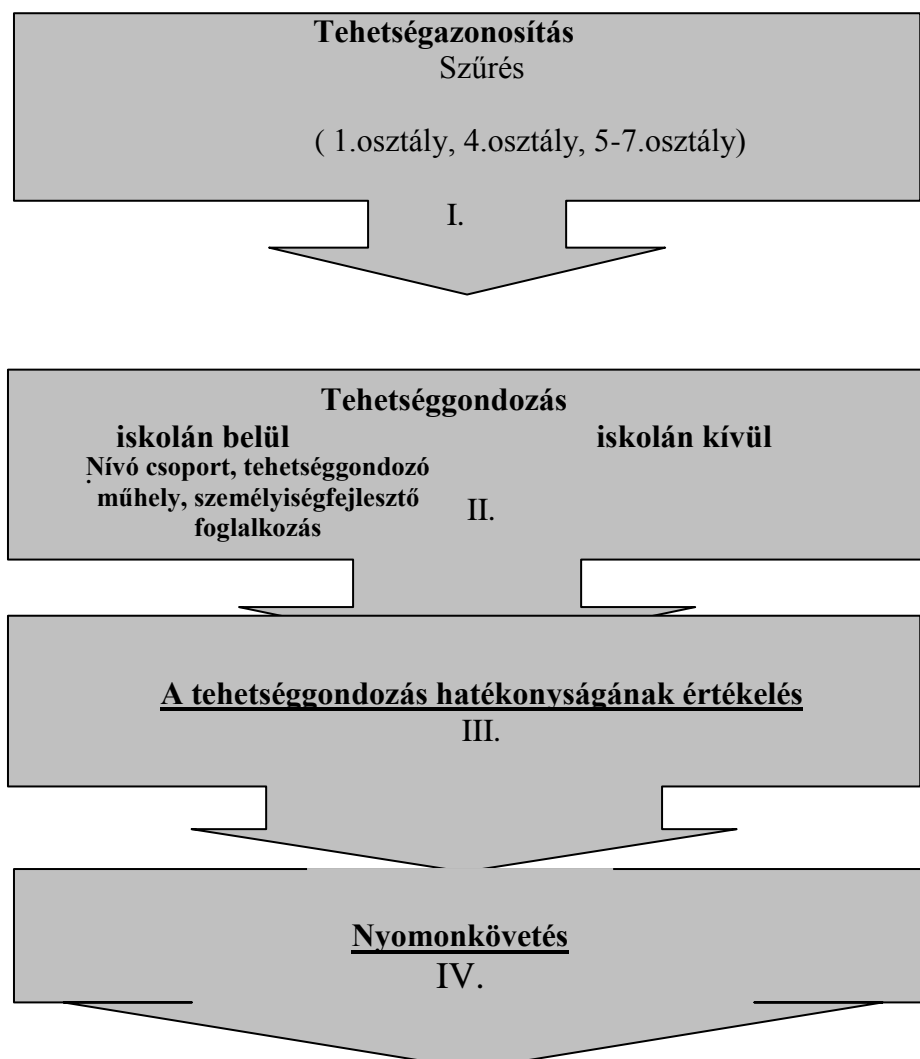 Tehetségazonosítás
Szűrés
( 1.osztály, 4.osztály, 5-7.osztály)
I.
Tehetséggondozás
iskolán belül iskolán kívül
Nívó csoport, tehetséggondozó
műhely, személyiségfejlesztő
foglalkozás
II.
A tehetséggondozás hatékonyságának értékelés
III.
Nyomonkövetés
IV.